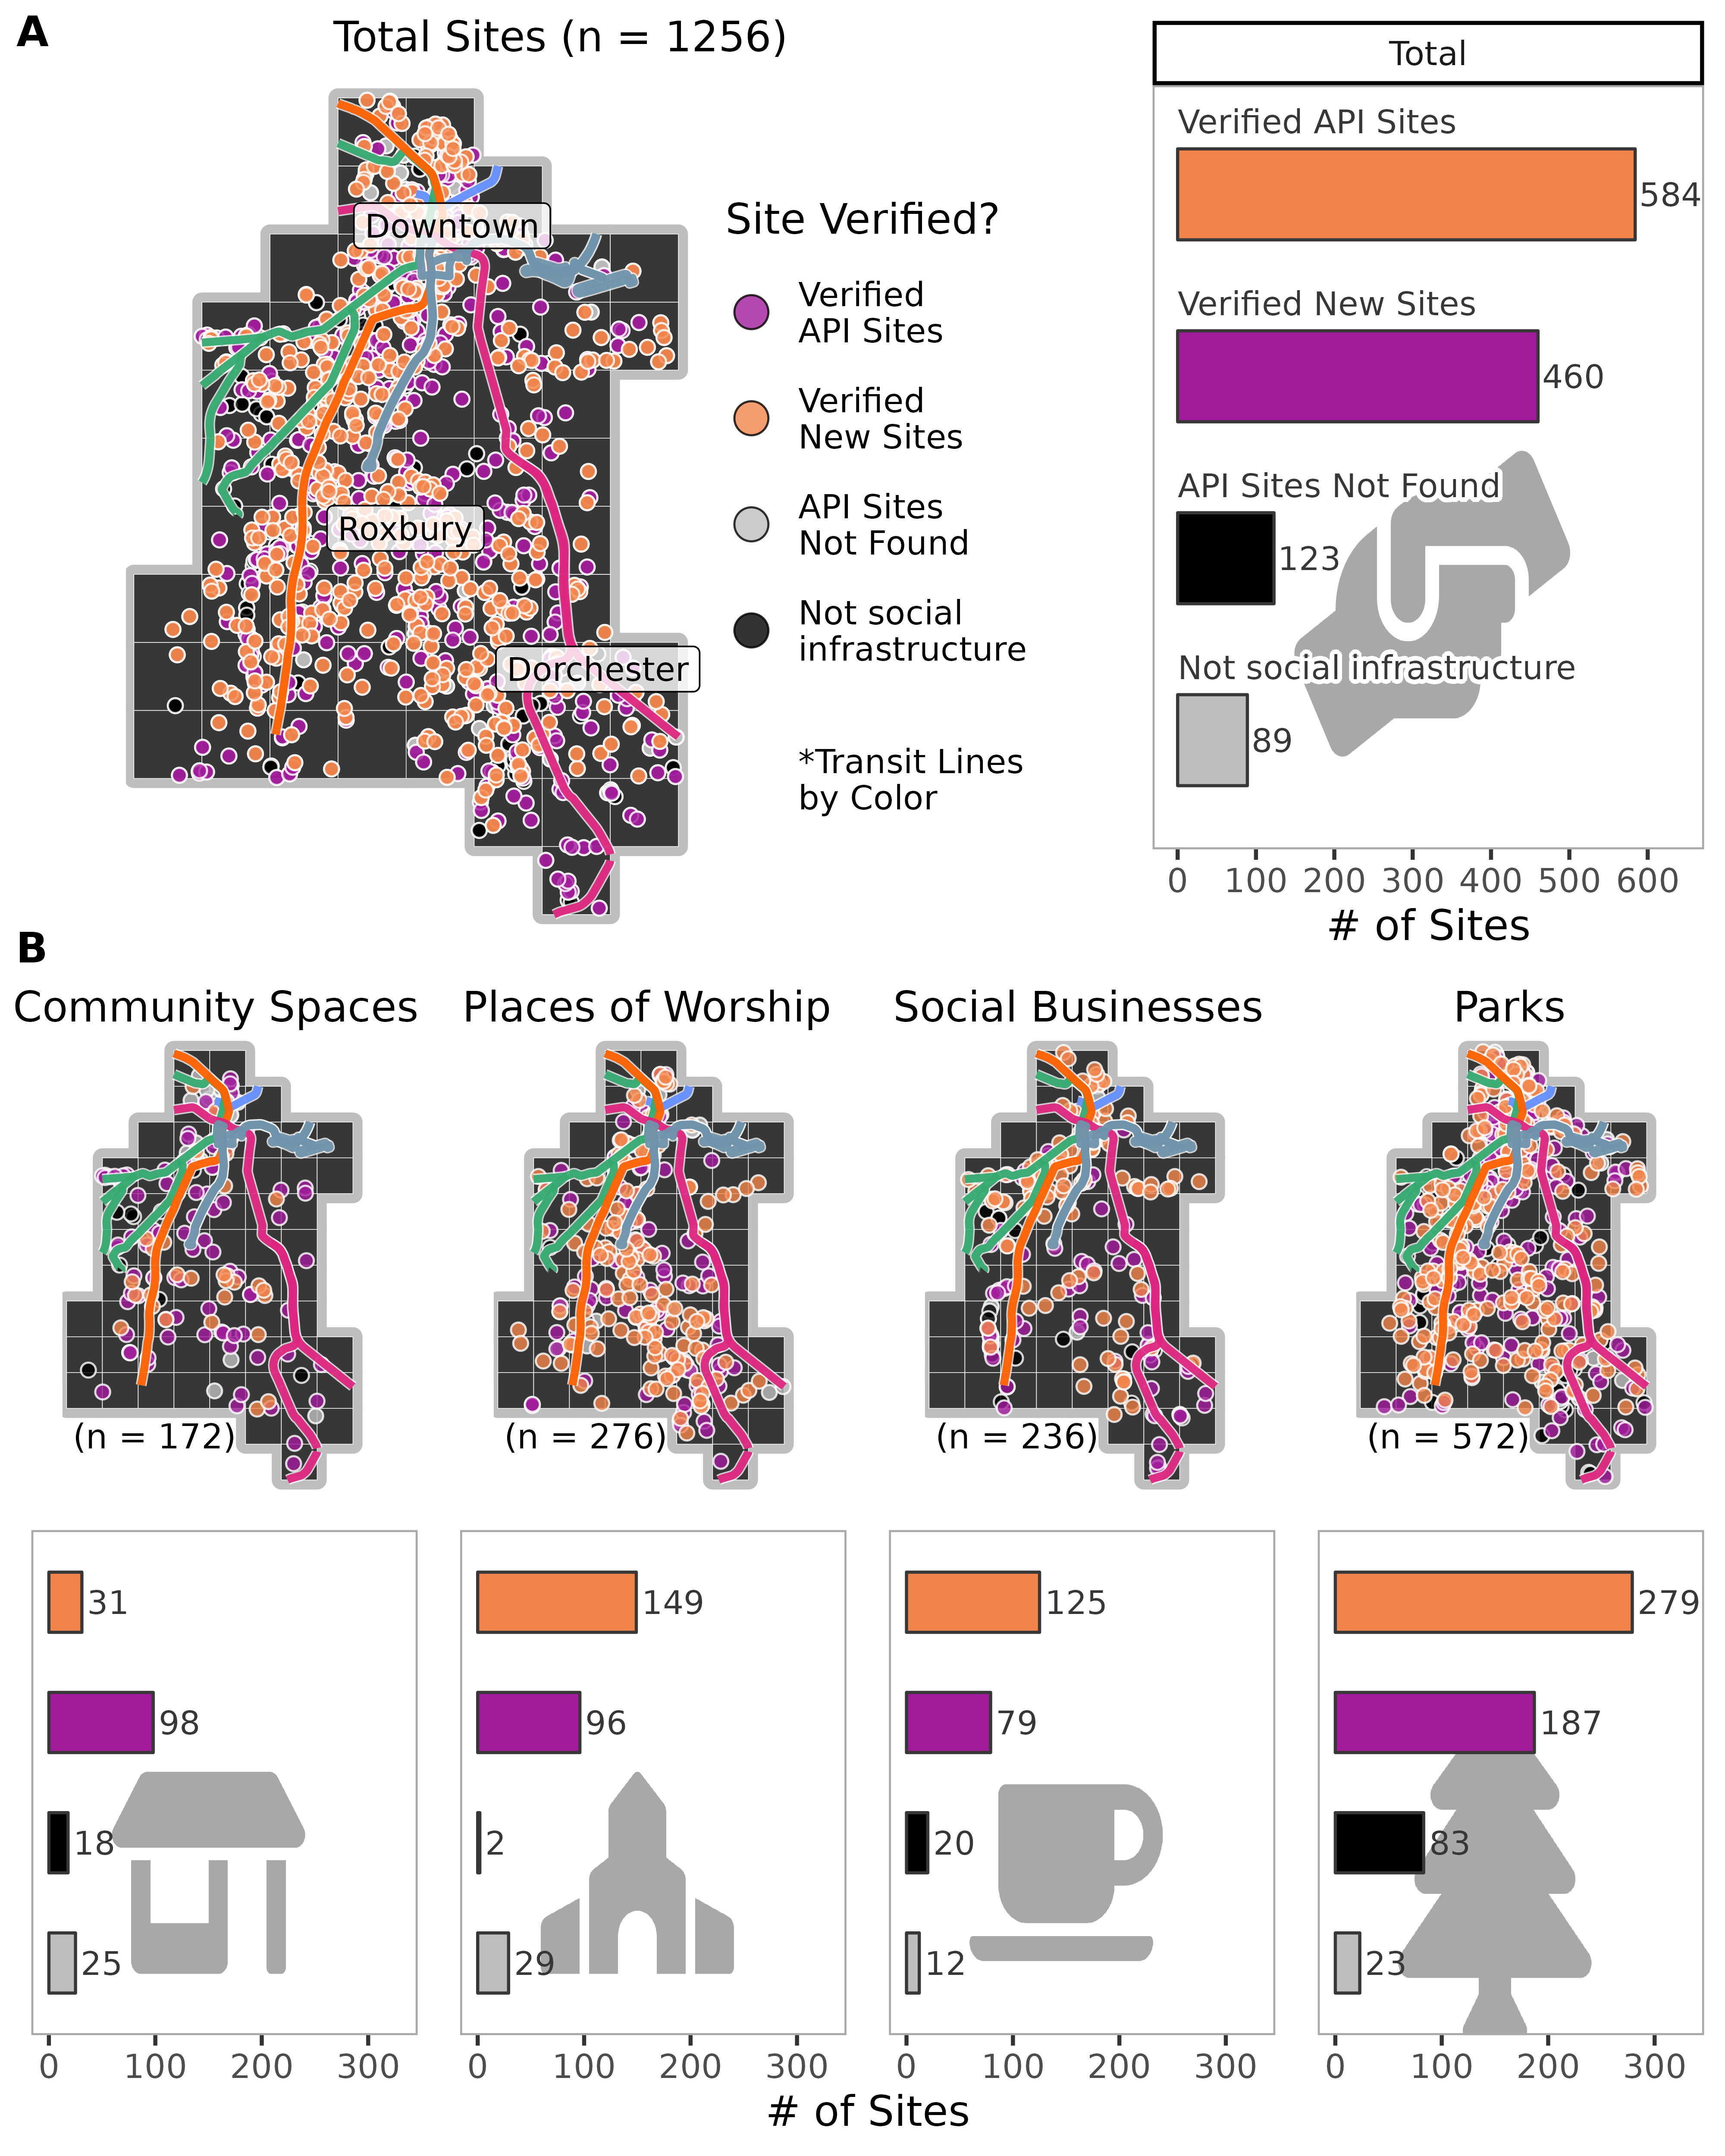 A
Total Sites (n = 1256)
Downtown
Roxbury
Dorchester
Site Verified?
Verified
API Sites
Verified
New Sites
API Sites
Not Found
Not social
infrastructure
*Transit Lines
by Color
Total
Verified API Sites
584
Verified New Sites
460
API Sites Not Found
123
Not social infrastructure
89
0 100 200 300 400 500 600
# of Sites
B
Community Spaces
Places of Worship
Social Businesses
Parks
(n = 172)
(n = 276)
(n = 236)
(n = 572)
31
98
18
25
0 100 200 300
149
96
2
29
0 100 200 300
125
79
20
12
0 100 200 300
279
187
83
23
0 100 200 300
# of Sites